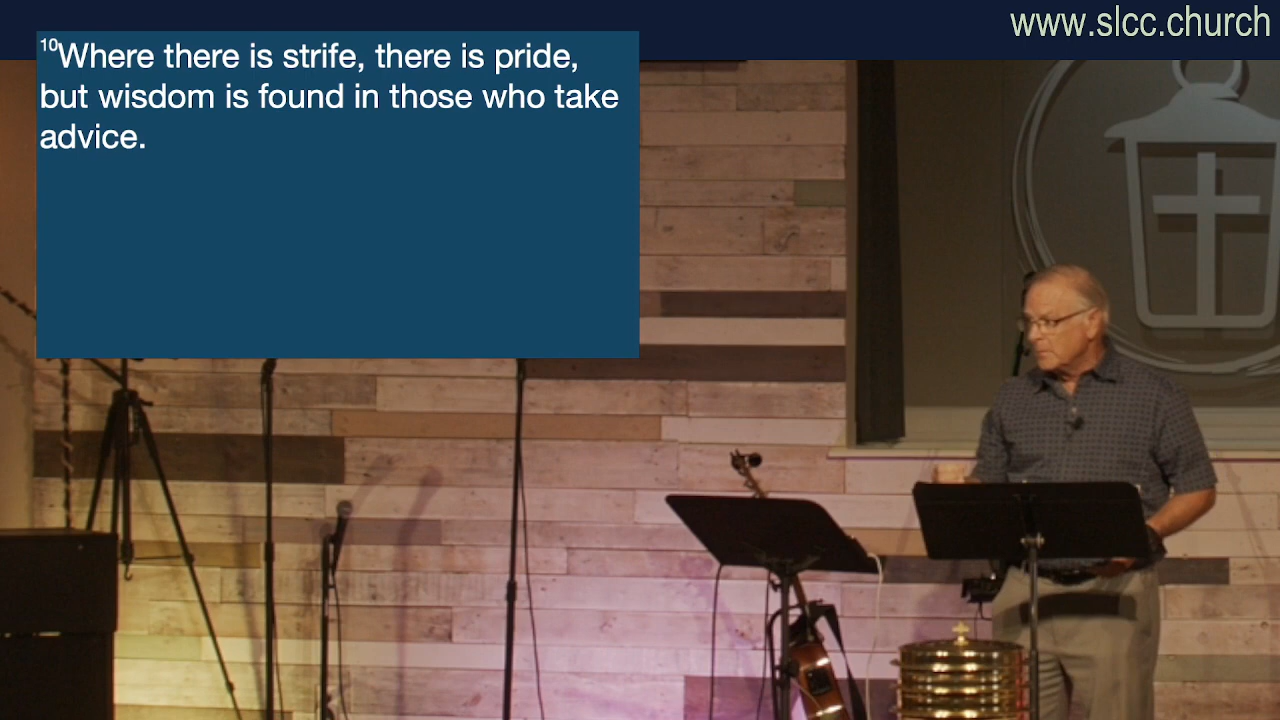 www.slcc.church
10Where there is strife, there is pride,
but wisdom is found in those who take
advice.